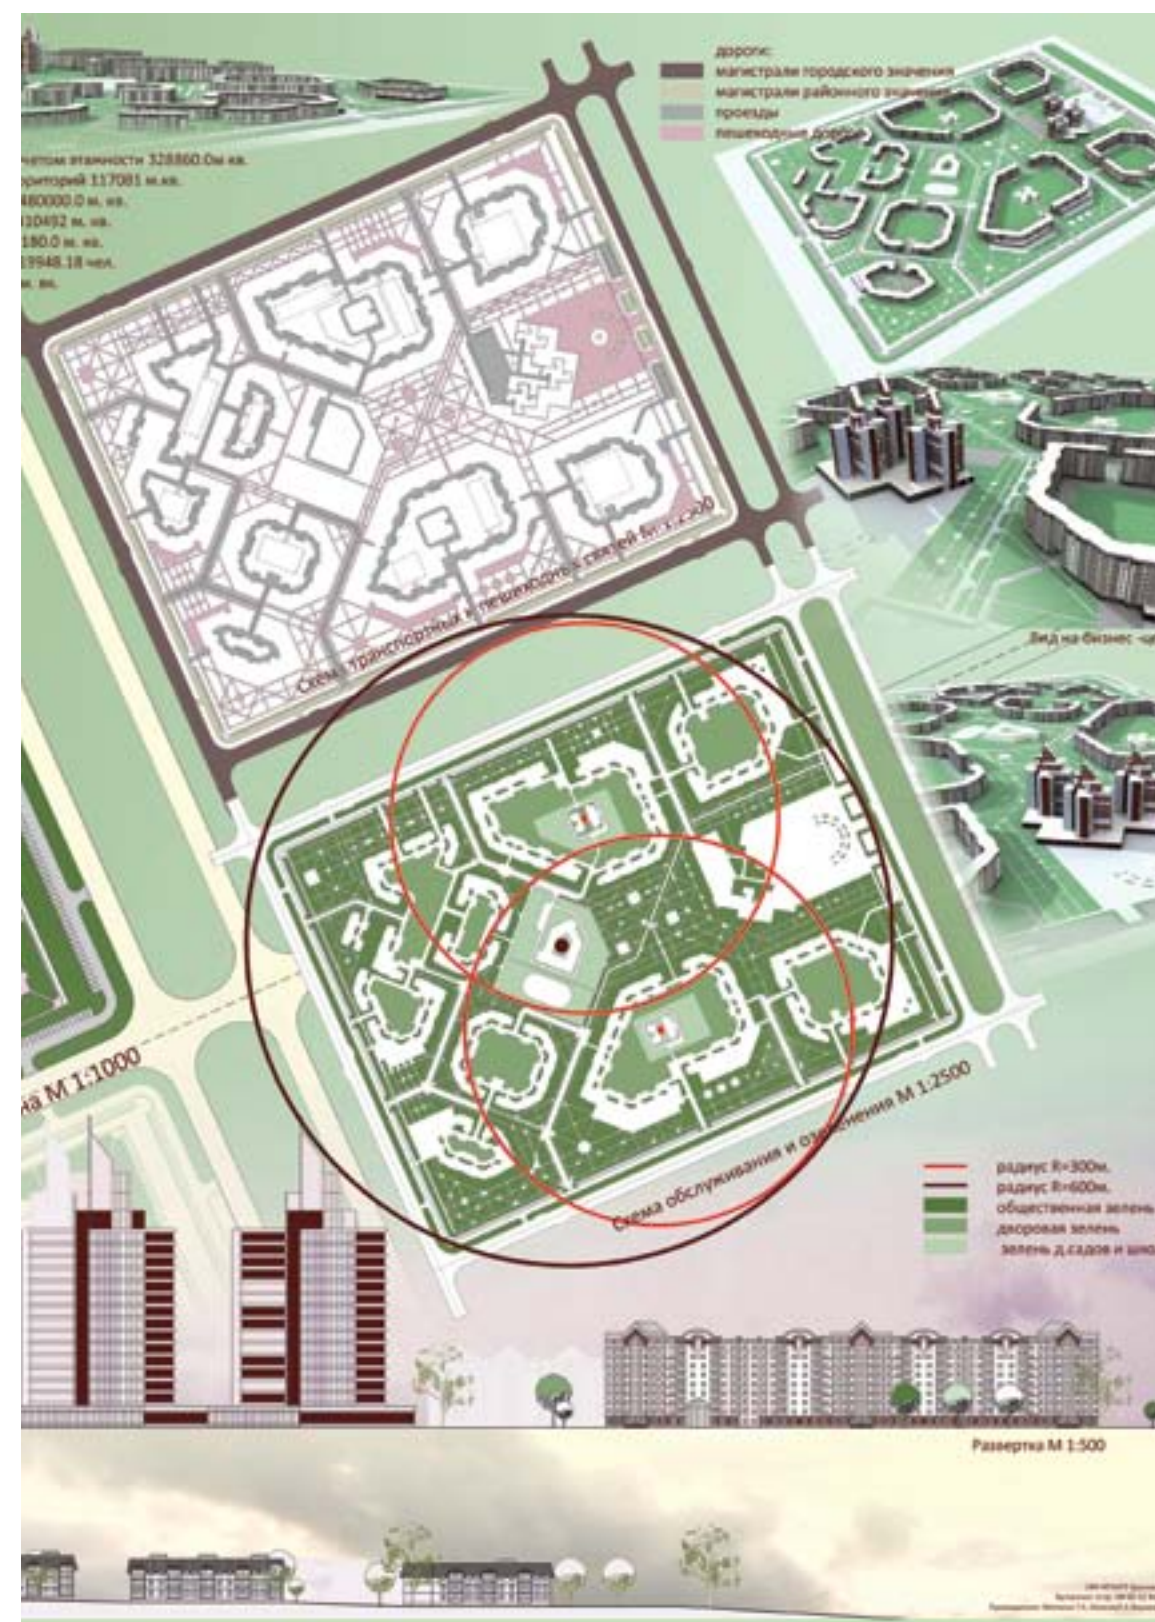 дороги:
магистрали городского значения
магистрали районного значения
проезды
пешеходные дороги
четом этажности 328860.0м кв.
рриторий 117081 м.кв.
480000.0 м. кв.
310492 м. кв.
180.0 м. кв.
19948.18 чел.
Схема транспортных и пешеходных связей М 1:2500
Вид на бизнес -це
на М 1:1000
Схема обслуживания и озеленения М 1:2500
радиус R=300м.
радиус R=600м.
общественная зелень
дворовая зелень
зелень д.садов и шко
Развертка М 1:500